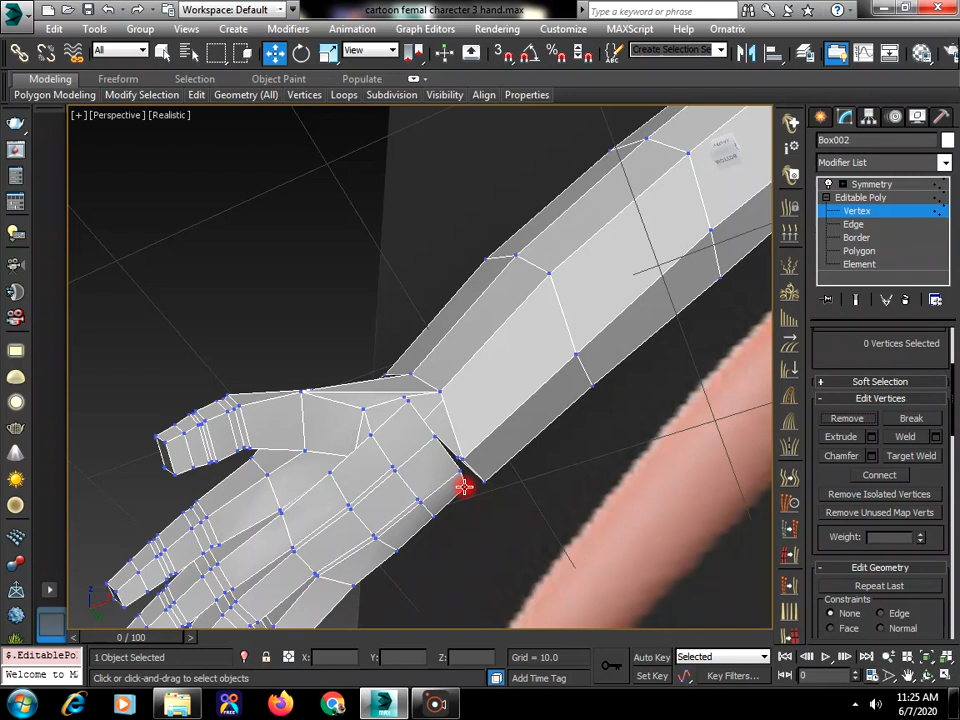 Workspace: Default
cartoon femal charecter 3 hand.max
Type a keyword or phrase
Edit Tools Group Views Create Modifiers Animation Graph Editors Rendering Customize MAXScript Help Ornatrix
All
View
Create Selection Se
Modeling Freeform Selection Object Paint Populate
Polygon Modeling Modify Selection Edit Geometry (All) Vertices Loops Subdivision Visibility Align Properties
[+] [Perspective] [Realistic]
Box002
Modifier List
Symmetry
Editable Poly
Vertex
Edge
Border
Polygon
Element
0 Vertices Selected
+ Soft Selection
- Edit Vertices
Remove Break
Extrude Weld
Chamfer Target Weld
Connect
Remove Isolated Vertices
Remove Unused Map Verts
Weight:
- Edit Geometry
Repeat Last
Constraints
None Edge
Face Normal
0 / 100
$.EditablePo
Welcome to M
1 Object Selected
X: Y: Z:
Grid = 10.0
Auto Key Selected
Click or click-and-drag to select objects
Add Time Tag
Set Key Key Filters...
0
11:25 AM
6/7/2020